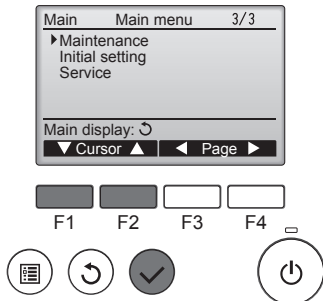 Main Main menu 3/3
Maintenance
Initial setting
Service
Main display:
Cursor Page
F1 F2 F3 F4